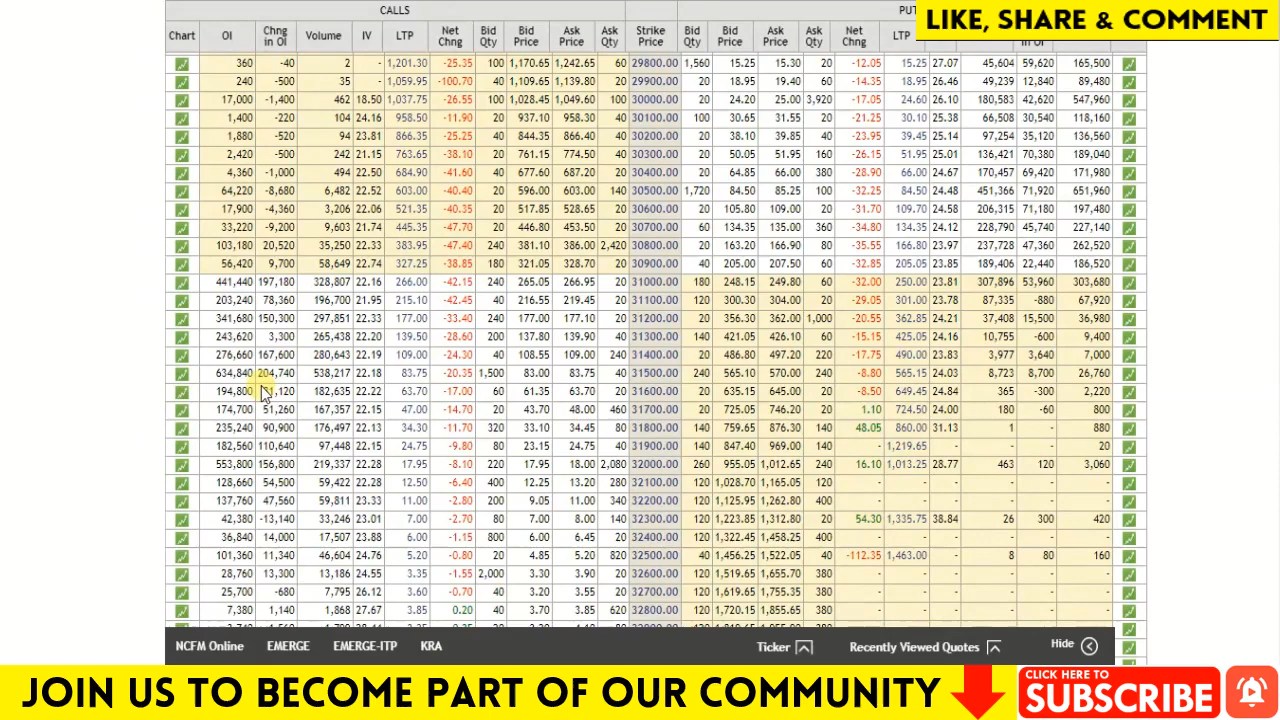 LIKE, SHARE & COMMENT
CALLS PUT
Chart OI Chng in OI Volume IV LTP Net Chng Bid Qty Bid Price Ask Price Ask Qty Strike Price Bid Qty Bid Price Ask Price Ask Qty Net Chng LTP in OI
360 -40 2 - 1,201.30 -25.35 100 1,170.65 1,242.65 60 29800.00 1,560 15.25 15.30 20 -12.05 15.25 27.07 45,604 59,620 165,500
240 -500 35 - 1,059.95 -100.70 40 1,109.65 1,139.80 40 29900.00 20 18.95 19.40 60 -14.35 18.95 26.46 49,239 12,840 89,480
17,000 -1,400 462 18.50 1,037.75 -26.55 100 1,028.45 1,049.60 100 30000.00 20 24.20 25.00 3,920 -17.05 24.60 26.10 180,583 42,620 547,960
1,400 -220 104 24.16 958.50 -11.90 20 937.10 958.30 20 30100.00 100 30.65 31.55 20 -21.25 30.10 25.38 66,508 30,540 118,160
1,880 -520 94 23.81 866.35 -25.25 20 844.35 866.40 40 30200.00 20 38.10 39.85 40 -23.95 39.45 25.14 97,254 35,120 136,560
2,420 -500 242 21.15 763.65 -38.10 20 761.15 774.50 40 30300.00 20 50.05 51.95 160 -26.15 51.95 25.01 136,421 70,380 189,040
4,360 -1,000 494 22.50 684.90 -41.60 20 677.60 687.20 20 30400.00 20 64.85 66.00 380 -28.90 66.00 24.67 170,457 69,420 171,980
64,220 -8,680 6,482 22.52 603.00 -40.40 20 596.00 603.00 140 30500.00 1,720 84.50 85.25 100 -32.25 84.50 24.48 451,366 71,920 651,960
17,900 -4,360 3,206 22.06 521.35 -40.35 20 517.85 528.65 20 30600.00 20 105.80 109.00 20 -31.70 109.70 24.58 206,315 71,180 197,480
33,220 -9,200 9,603 21.74 445.35 -47.70 20 446.80 453.50 20 30700.00 60 134.35 135.00 360 -34.80 134.35 24.12 228,790 45,740 227,140
103,180 20,520 35,250 22.33 383.95 -47.40 240 381.10 386.00 2,420 30800.00 20 163.20 166.90 80 -35.55 166.80 23.97 237,728 47,360 262,520
56,420 9,700 58,649 22.74 327.25 -38.85 180 321.05 328.70 20 30900.00 40 205.00 207.50 60 -32.85 205.05 23.85 189,406 22,440 186,520
441,440 197,180 328,807 22.16 266.00 -42.15 240 265.05 266.95 20 31000.00 180 248.15 249.80 60 -32.00 250.00 23.81 307,896 53,960 303,680
203,240 78,360 196,700 21.95 215.10 -42.45 20 216.55 219.45 20 31100.00 120 300.30 304.00 20 -29.05 301.00 23.78 87,335 -880 67,920
341,680 150,300 297,851 22.33 177.00 -33.40 240 177.00 177.10 20 31200.00 20 356.30 362.00 1,000 -20.55 362.85 24.21 37,408 15,500 36,980
243,620 3,300 265,438 22.20 139.50 -28.60 200 137.80 139.90 40 31300.00 140 421.05 426.10 60 -15.15 425.05 24.16 10,755 -600 9,400
276,660 167,600 280,643 22.19 109.00 -24.30 40 108.55 109.00 240 31400.00 20 486.80 497.20 220 -17.75 490.00 23.83 3,977 3,640 7,000
634,840 204,740 538,217 22.18 83.75 -20.35 1,500 83.00 83.75 40 31500.00 240 565.10 570.00 240 -8.80 565.15 24.03 8,723 8,700 26,760
194,800 182,635 22.22 63.70 -17.00 60 61.35 63.70 20 31600.00 20 635.15 645.00 20 -8.50 649.45 24.84 365 -300 2,220
174,700 51,260 167,357 22.15 47.00 -14.70 20 43.70 48.00 460 31700.00 20 725.05 746.20 120 1.10 724.50 24.00 180 -60 800
235,240 90,900 176,497 22.13 34.30 -11.70 320 33.10 34.45 80 31800.00 140 759.65 876.30 140 48.05 860.00 31.13 1 - 880
182,560 110,640 97,448 22.15 24.75 -9.80 80 23.15 24.75 40 31900.00 140 847.40 969.00 140 - 1,219.65 - - - 20
553,800 156,800 219,337 22.28 17.95 -8.10 220 17.95 18.00 2,080 32000.00 260 955.05 1,012.65 240 16.10 1,013.25 28.77 463 120 3,060
128,660 54,500 59,422 22.28 12.50 -6.40 400 12.25 13.20 280 32100.00 120 1,028.70 1,165.05 120 - - - - - -
137,760 47,560 59,811 23.33 11.00 -2.80 200 9.05 11.00 340 32200.00 120 1,125.95 1,262.80 400 - - - - - -
42,380 -13,140 33,246 23.01 7.00 -2.70 80 7.00 8.00 140 32300.00 120 1,223.85 1,312.80 20 54.30 1,335.75 38.84 26 300 420
36,840 14,000 17,507 23.88 6.00 -1.15 800 6.00 6.45 20 32400.00 120 1,322.45 1,458.25 400 - - - - - -
101,360 11,340 46,604 24.76 5.20 -0.80 20 4.85 5.20 820 32500.00 40 1,456.25 1,522.05 40 -112.35 1,463.00 - 8 80 160
28,760 13,300 13,186 24.55 3.35 -1.55 2,000 3.30 3.90 20 32600.00 120 1,519.65 1,655.70 380 - - - - - -
25,700 -680 7,795 26.12 3.60 -0.70 40 3.20 3.55 20 32700.00 120 1,619.65 1,755.35 380 - - - - - -
7,380 1,140 1,868 27.67 3.85 0.20 40 3.70 3.85 620 32800.00 120 1,720.15 1,855.65 380 - - - - - -
NCFM Online EMERGE EMERGE-ITP KRA Ticker Recently Viewed Quotes Hide
JOIN US TO BECOME PART OF OUR COMMUNITY
CLICK HERE TO
SUBSCRIBE